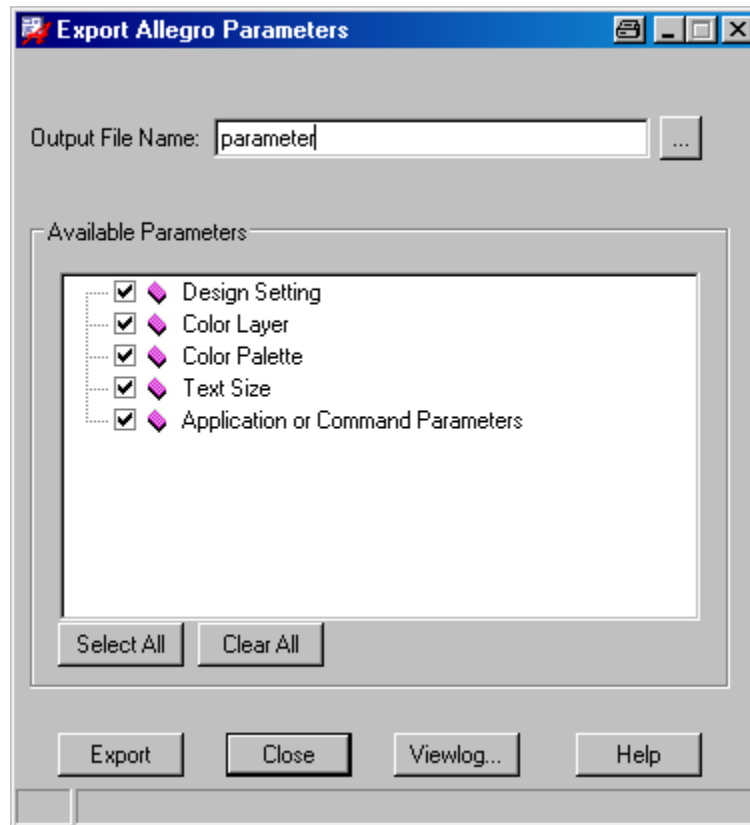 Export Allegro Parameters
Output File Name: parameter ...
Available Parameters
Design Setting
Color Layer
Color Palette
Text Size
Application or Command Parameters
Select All Clear All
Export Close Viewlog... Help